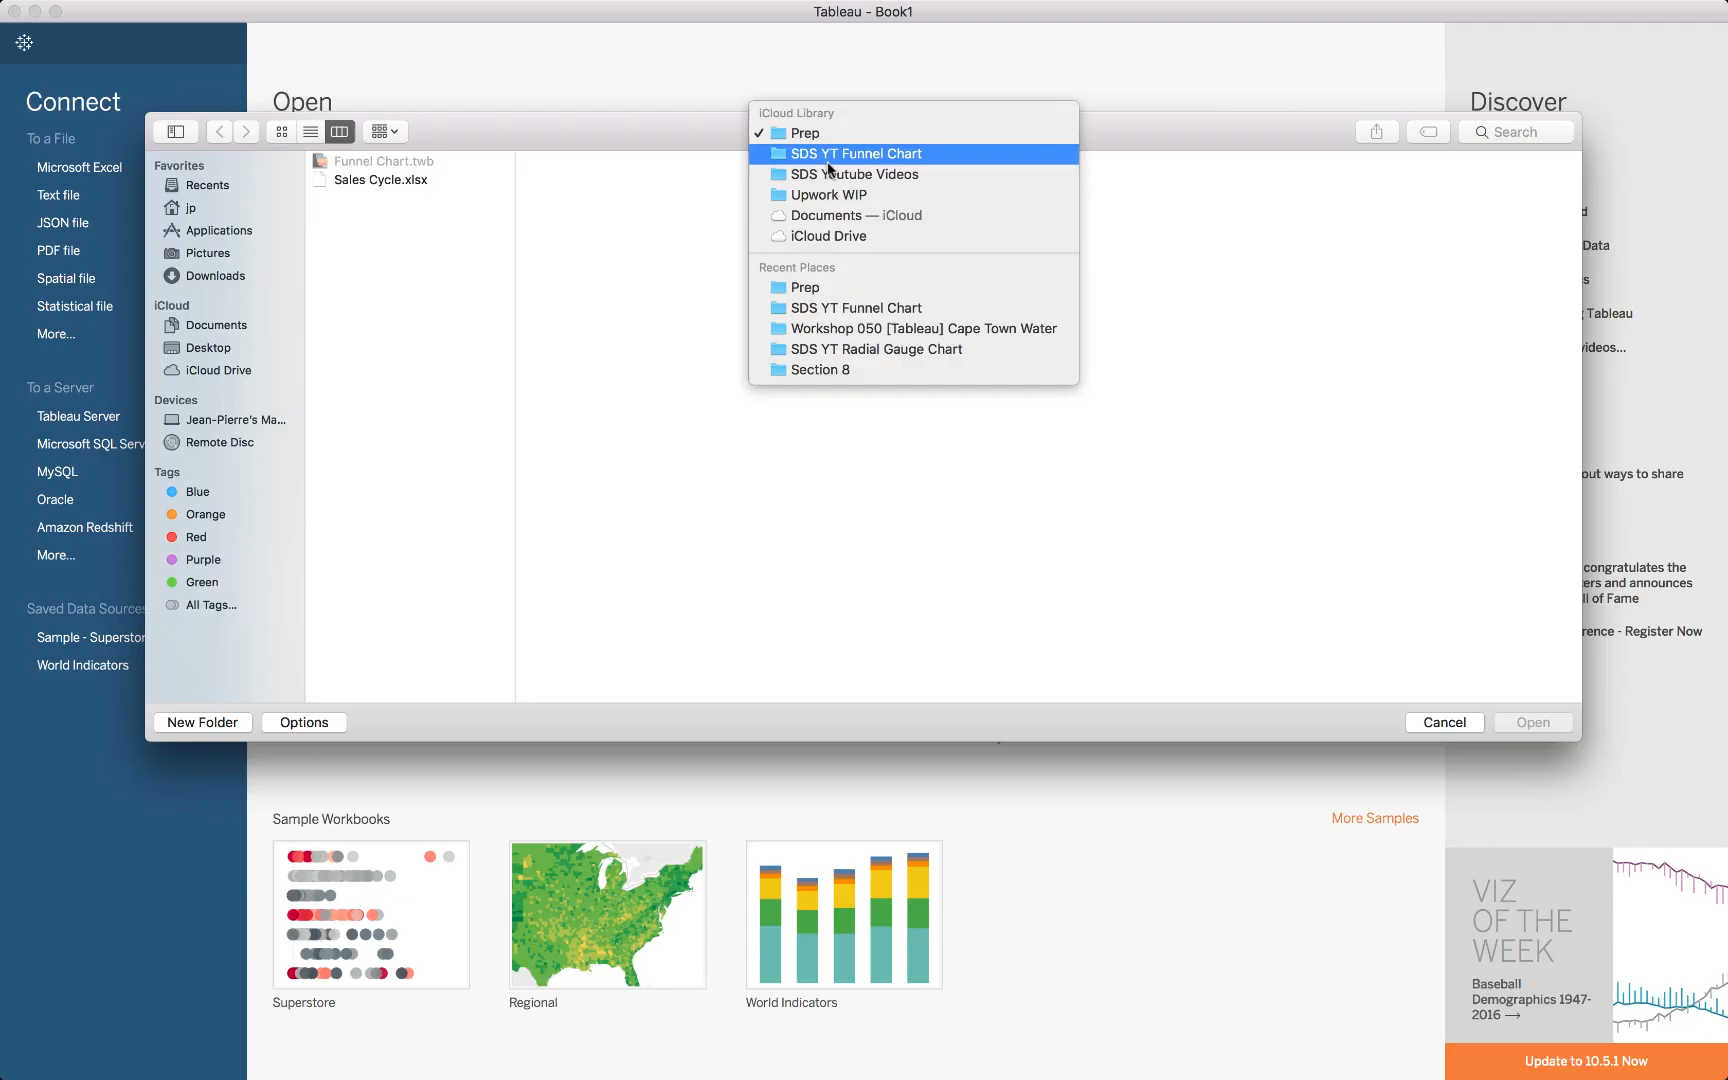 Tableau - Book1
Connect
To a File
Microsoft Excel
Text file
JSON file
PDF file
Spatial file
Statistical file
More...
To a Server
Tableau Server
Microsoft SQL Serv
MySQL
Oracle
Amazon Redshift
More...
Saved Data Sources
Sample - Superstor
World Indicators
Open
Discover
Search
Favorites
Recents
jp
Applications
Pictures
Downloads
iCloud
Documents
Desktop
iCloud Drive
Devices
Jean-Pierre's Ma...
Remote Disc
Tags
Blue
Orange
Red
Purple
Green
All Tags...
Funnel Chart.twb
Sales Cycle.xlsx
iCloud Library
Prep
SDS YT Funnel Chart
SDS Youtube Videos
Upwork WIP
Documents — iCloud
iCloud Drive
Recent Places
Prep
SDS YT Funnel Chart
Workshop 050 [Tableau] Cape Town Water
SDS YT Radial Gauge Chart
Section 8
New Folder
Options
Cancel
Open
d
Data
s
Tableau
ideos...
out ways to share
congratulates the
ers and announces
ll of Fame
rence - Register Now
Sample Workbooks
More Samples
Superstore
Regional
World Indicators
VIZ
OF THE
WEEK
Baseball
Demographics 1947-
2016 →
Update to 10.5.1 Now